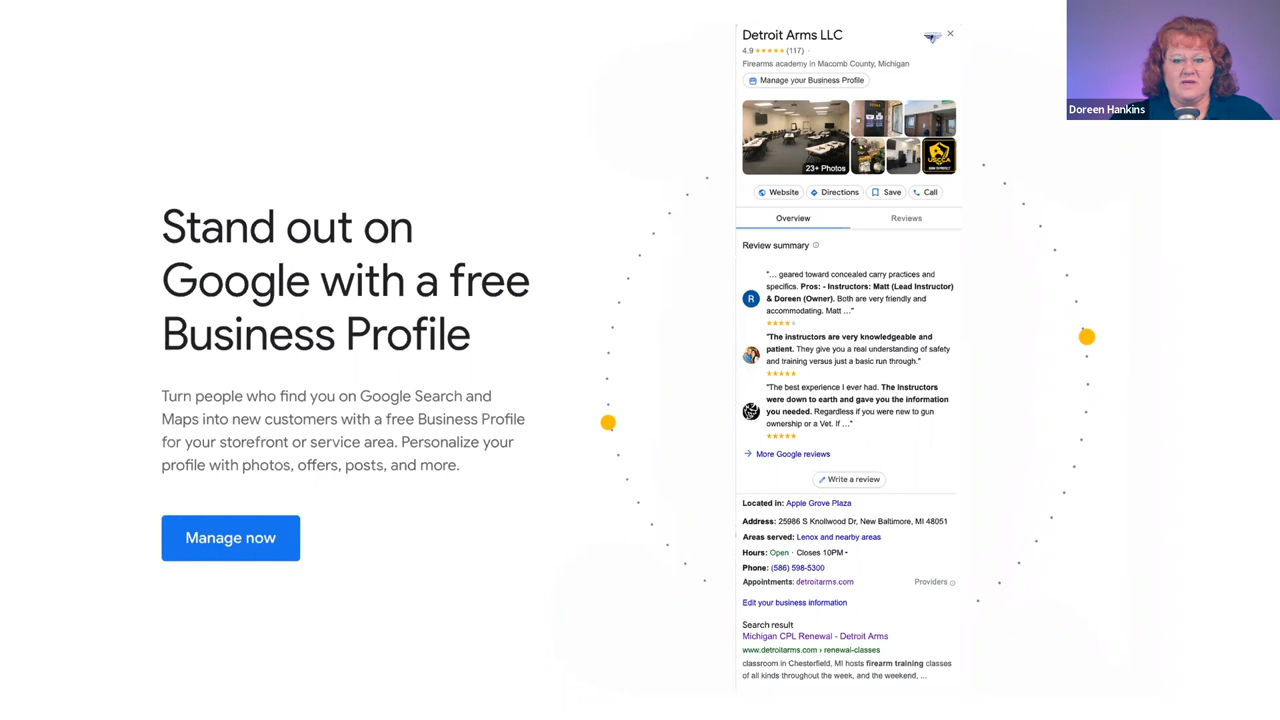 Stand out on
Google with a free
Business Profile
Turn people who find you on Google Search and
Maps into new customers with a free Business Profile
for your storefront or service area. Personalize your
profile with photos, offers, posts, and more.
Manage now
Detroit Arms LLC
4.9 ★★★★★ (117) ·
Firearms academy in Macomb County, Michigan
Manage your Business Profile
23+ Photos
USCCA
Website
Directions
Save
Call
Overview
Reviews
Review summary
R
"... geared toward concealed carry practices and
specifics. Pros: - Instructors: Matt (Lead Instructor)
& Doreen (Owner). Both are very friendly and
accommodating. Matt ..."
"The instructors are very knowledgeable and
patient. They give you a real understanding of safety
and training versus just a basic run through."
"The best experience I ever had. The instructors
were down to earth and gave you the information
you needed. Regardless if you were new to gun
ownership or a Vet. If ..."
More Google reviews
Write a review
Located in: Apple Grove Plaza
Address: 25986 S Knollwood Dr, New Baltimore, MI 48051
Areas served: Lenox and nearby areas
Hours: Open · Closes 10PM
Phone: (586) 598-5300
Appointments: detroitarms.com
Providers
Edit your business information
Search result
Michigan CPL Renewal - Detroit Arms
www.detroitarms.com › renewal-classes
classroom in Chesterfield, MI hosts firearm training classes
of all kinds throughout the week, and the weekend, ...
Doreen Hankins